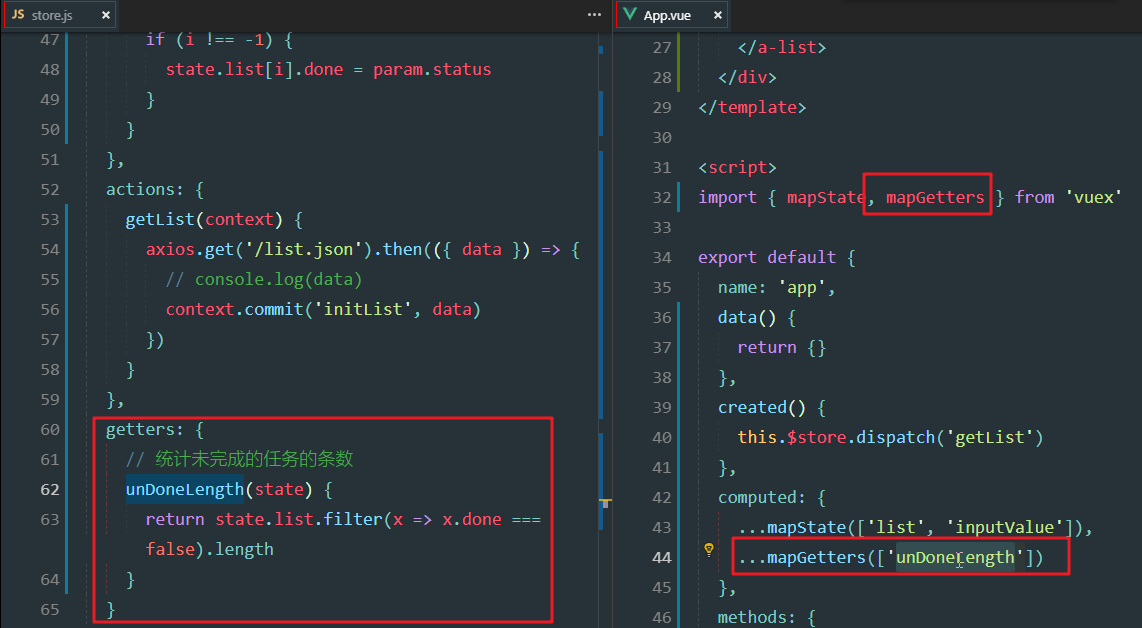 JS store.js × ···
47 if (i !== -1) {
48 state.list[i].done = param.status
49 }
50 }
51 },
52 actions: {
53 getList(context) {
54 axios.get('/list.json').then(({ data }) => {
55 // console.log(data)
56 context.commit('initList', data)
57 })
58 }
59 },
60 getters: {
61 // 统计未完成的任务的条数
62 unDoneLength(state) {
63 return state.list.filter(x => x.done ===
false).length
64 }
65 }
App.vue ×
27 </a-list>
28 </div>
29 </template>
30
31 <script>
32 import { mapState, mapGetters } from 'vuex'
33
34 export default {
35 name: 'app',
36 data() {
37 return {}
38 },
39 created() {
40 this.$store.dispatch('getList')
41 },
42 computed: {
43 ...mapState(['list', 'inputValue']),
44 ...mapGetters(['unDoneLength'])
45 },
46 methods: {